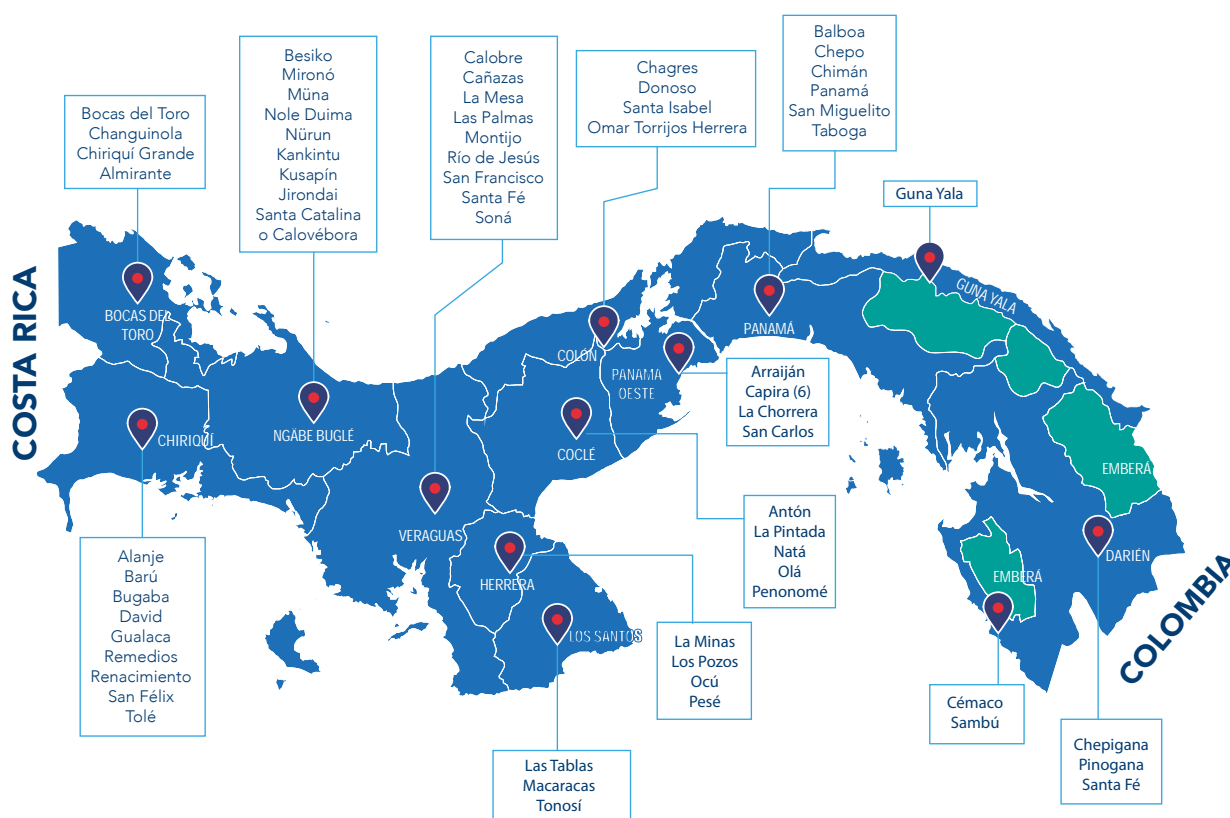 Besiko
Mironó
Müna
Nole Duima
Nürun
Kankintu
Kusapín
Jirondai
Santa Catalina
o Calovébora
Calobre
Cañazas
La Mesa
Las Palmas
Montijo
Río de Jesús
San Francisco
Santa Fé
Soná
Chagres
Donoso
Santa Isabel
Omar Torrijos Herrera
Balboa
Chepo
Chimán
Panamá
San Miguelito
Taboga
Bocas del Toro
Changuinola
Chiriquí Grande
Almirante
Guna Yala
COSTA RICA
BOCAS DEL
TORO
CHIRIQUÍ
NGÄBE BUGLÉ
VERAGUAS
HERRERA
LOS SANTOS
COCLÉ
COLÓN
PANAMÁ
OESTE
PANAMÁ
GUNA YALA
EMBERÁ
EMBERÁ
DARIÉN
COLOMBIA
Arraiján
Capira (6)
La Chorrera
San Carlos
Antón
La Pintada
Natá
Olá
Penonomé
Alanje
Barú
Bugaba
David
Gualaca
Remedios
Renacimiento
San Félix
Tolé
La Minas
Los Pozos
Ocú
Pesé
Las Tablas
Macaracas
Tonosí
Cémaco
Sambú
Chepigana
Pinogana
Santa Fé